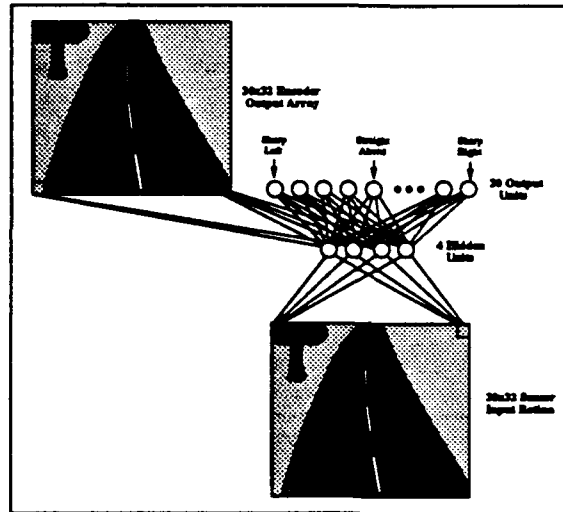 30x32 Encoder
Output Array
Sharp
Left
Straight
Ahead
Sharp
Right
30 Output
Units
4 Hidden
Units
30x32 Sensor
Input Retina